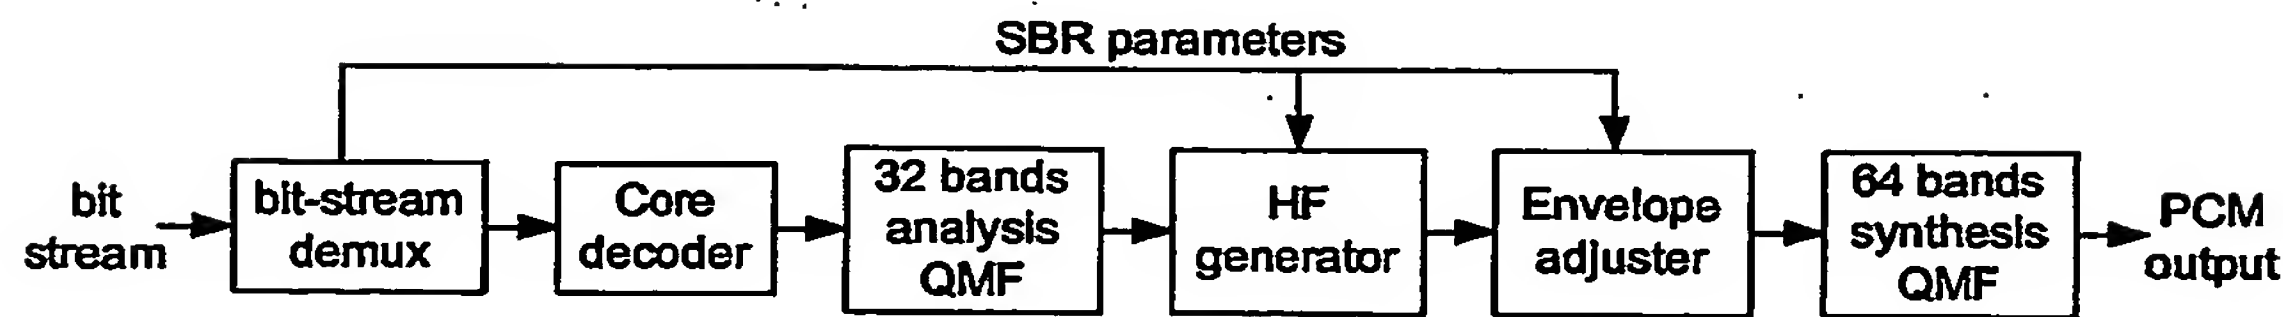 SBR parameters
bit
stream
bit-stream
demux
Core
decoder
32 bands
analysis
QMF
HF
generator
Envelope
adjuster
64 bands
synthesis
QMF
PCM
output